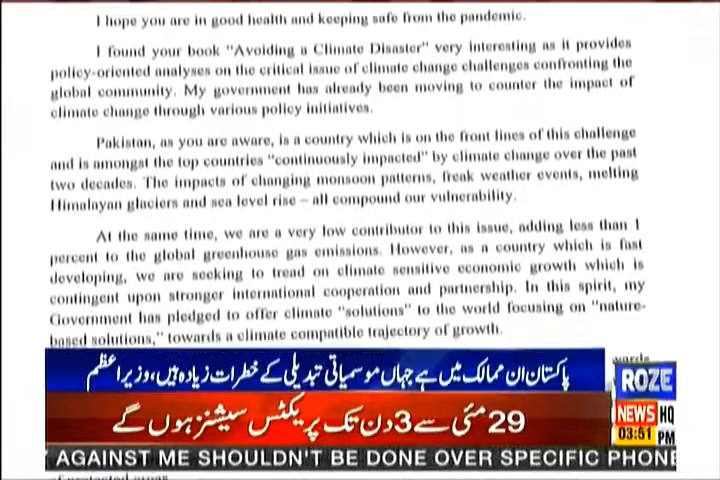 I hope you are in good health and keeping safe from the pandemic.
I found your book "Avoiding a Climate Disaster" very interesting as it provides
policy-oriented analyses on the critical issue of climate change challenges confronting the
global community. My government has already been moving to counter the impact of
climate change through various policy initiatives.
Pakistan, as you are aware, is a country which is on the front lines of this challenge
and is amongst the top countries "continuously impacted" by climate change over the past
two decades. The impacts of changing monsoon patterns, freak weather events, melting
Himalayan glaciers and sea level rise – all compound our vulnerability.
At the same time, we are a very low contributor to this issue, adding less than 1
percent to the global greenhouse gas emissions. However, as a country which is fast
developing, we are seeking to tread on climate sensitive economic growth which is
contingent upon stronger international cooperation and partnership. In this spirit, my
Government has pledged to offer climate "solutions" to the world focusing on "nature-
based solutions," towards a climate compatible trajectory of growth.
wards
پاکستان ان ممالک میں ہے جہاں موسمیاتی تبدیلی کے خطرات زیادہ ہیں، وزیراعظم
ROZE
29 مئی سے 3 دن تک پریکٹس سیشنز ہوں گے
NEWS HQ
03:51 PM
AGAINST ME SHOULDN'T BE DONE OVER SPECIFIC PHONE
of protected areas